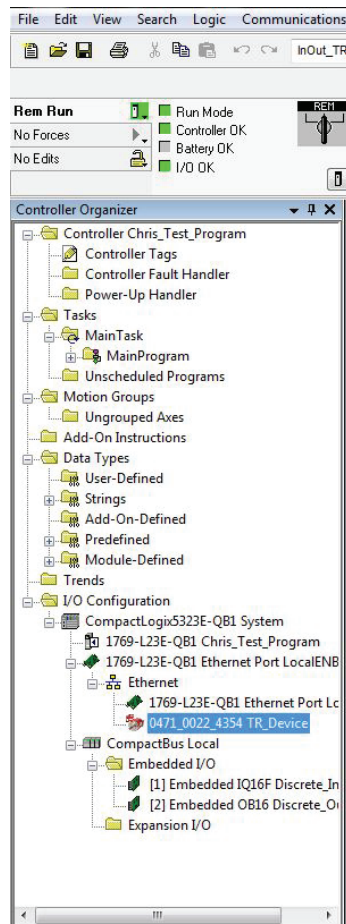 File Edit View Search Logic Communications
InOut_TR
Rem Run
No Forces
No Edits
Run Mode
Controller OK
Battery OK
I/O OK
REM
Controller Organizer
Controller Chris_Test_Program
Controller Tags
Controller Fault Handler
Power-Up Handler
Tasks
MainTask
MainProgram
Unscheduled Programs
Motion Groups
Ungrouped Axes
Add-On Instructions
Data Types
User-Defined
Strings
Add-On-Defined
Predefined
Module-Defined
Trends
I/O Configuration
CompactLogix5323E-QB1 System
1769-L23E-QB1 Chris_Test_Program
1769-L23E-QB1 Ethernet Port LocalENB
Ethernet
1769-L23E-QB1 Ethernet Port Lc
0471_0022_4354 TR_Device
CompactBus Local
Embedded I/O
[1] Embedded IQ16F Discrete_In
[2] Embedded OB16 Discrete_Ou
Expansion I/O